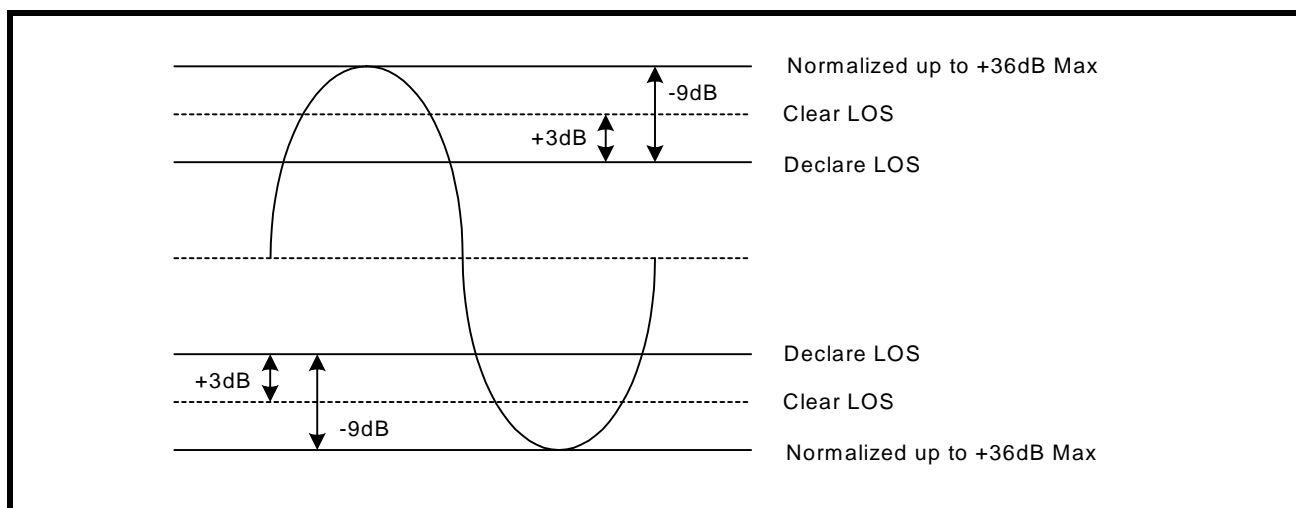 Normalized up to +36dB Max
-9dB
Clear LOS
+3dB
Declare LOS
Declare LOS
+3dB
Clear LOS
-9dB
Normalized up to +36dB Max